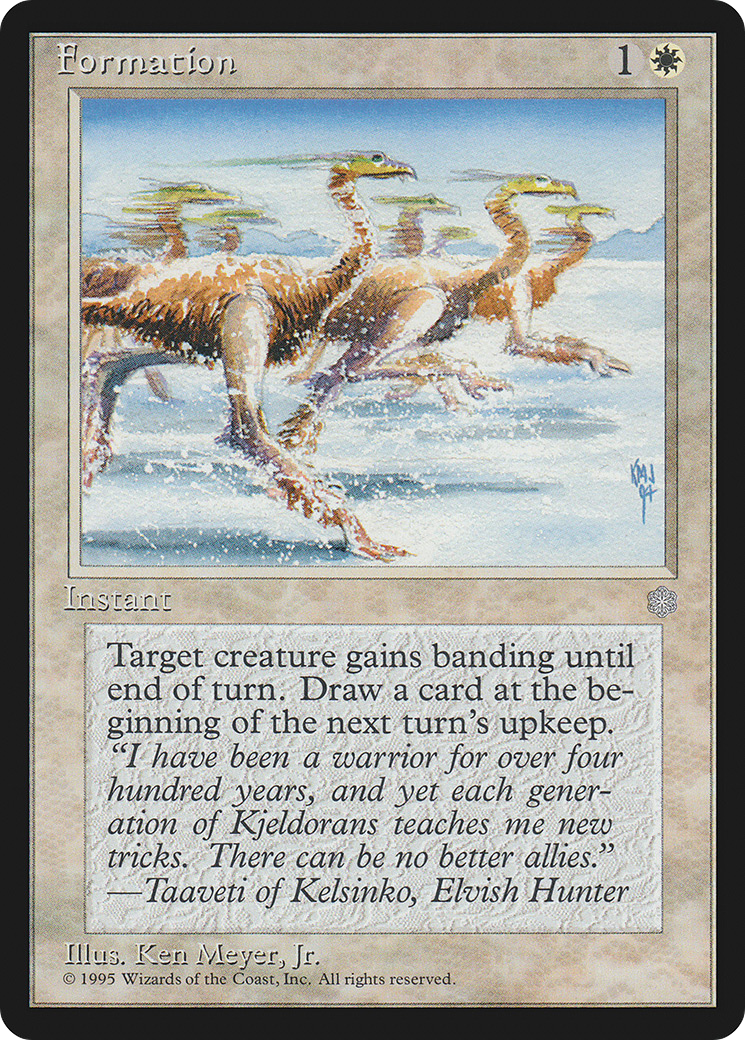 Formation 1
KMJ
94
Instant
Target creature gains banding until
end of turn. Draw a card at the be-
ginning of the next turn's upkeep.
"I have been a warrior for over four
hundred years, and yet each gener-
ation of Kjeldorans teaches me new
tricks. There can be no better allies."
—Taaveti of Kelsinko, Elvish Hunter
Illus. Ken Meyer, Jr.
© 1995 Wizards of the Coast, Inc. All rights reserved.